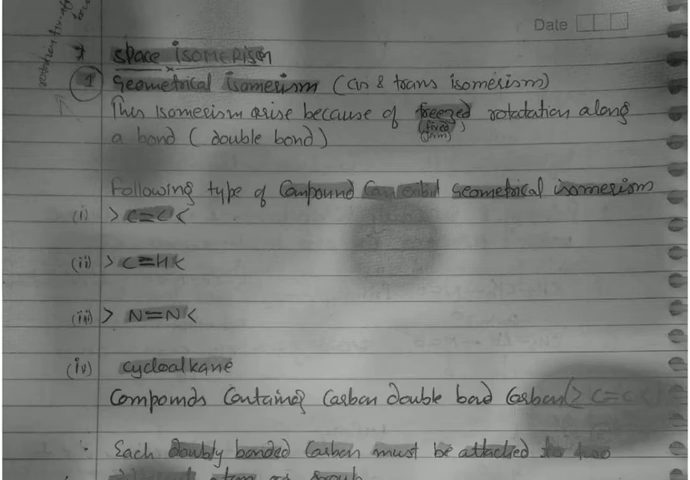 Date
space isomerism
1 Geometrical Isomerism (Cis & trans isomerism)
This Isomerism arise because of freezed rotatation along
(fixed
a bond ( double bond)
Following type of Compound Can exibit Geometrical isomerism
(i) > C=C <
(ii) > C=N <
(iii) > N=N <
(iv) cycloalkane
Compounds Containing Carbon double bond Carbon (> C=C <)
Each doubly bonded Carbon must be attached to two